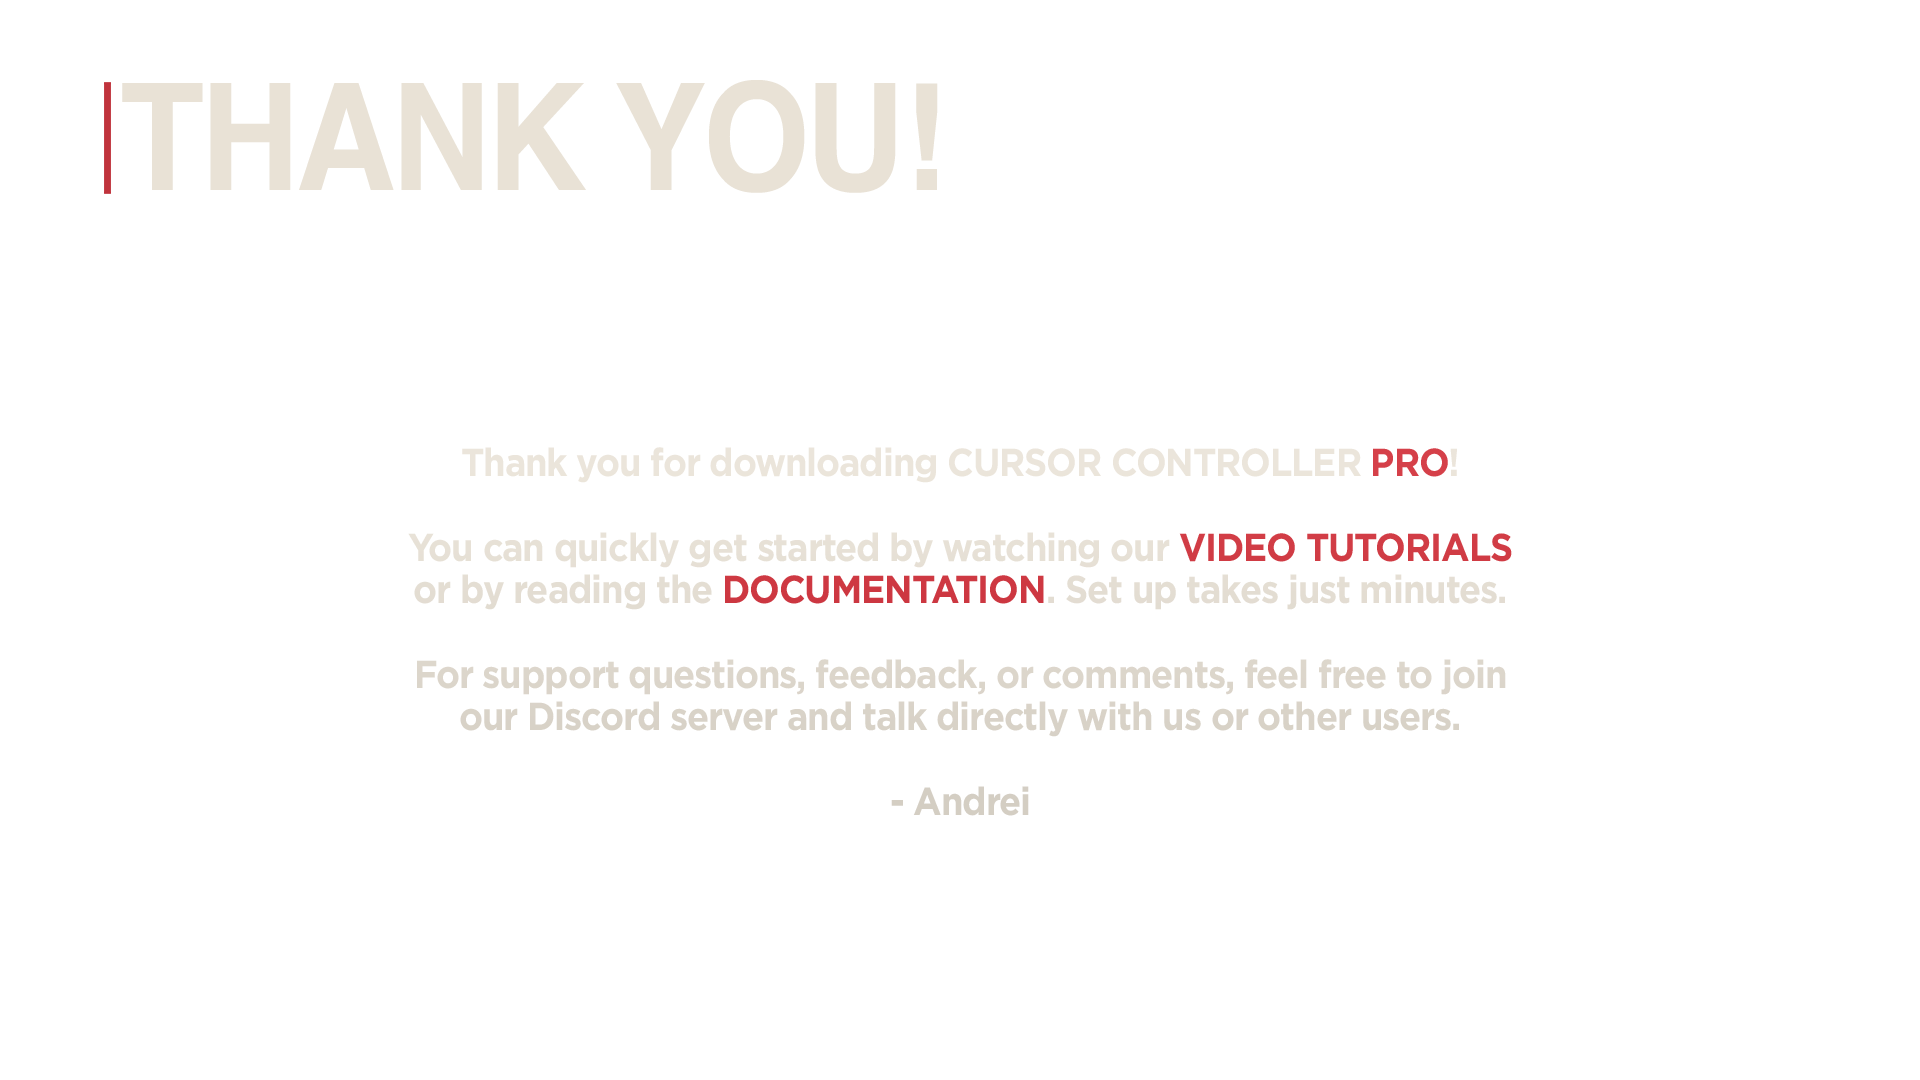 THANK YOU!
Thank you for downloading CURSOR CONTROLLER PRO!
You can quickly get started by watching our VIDEO TUTORIALS
or by reading the DOCUMENTATION. Set up takes just minutes.
For support questions, feedback, or comments, feel free to join
our Discord server and talk directly with us or other users.
- Andrei